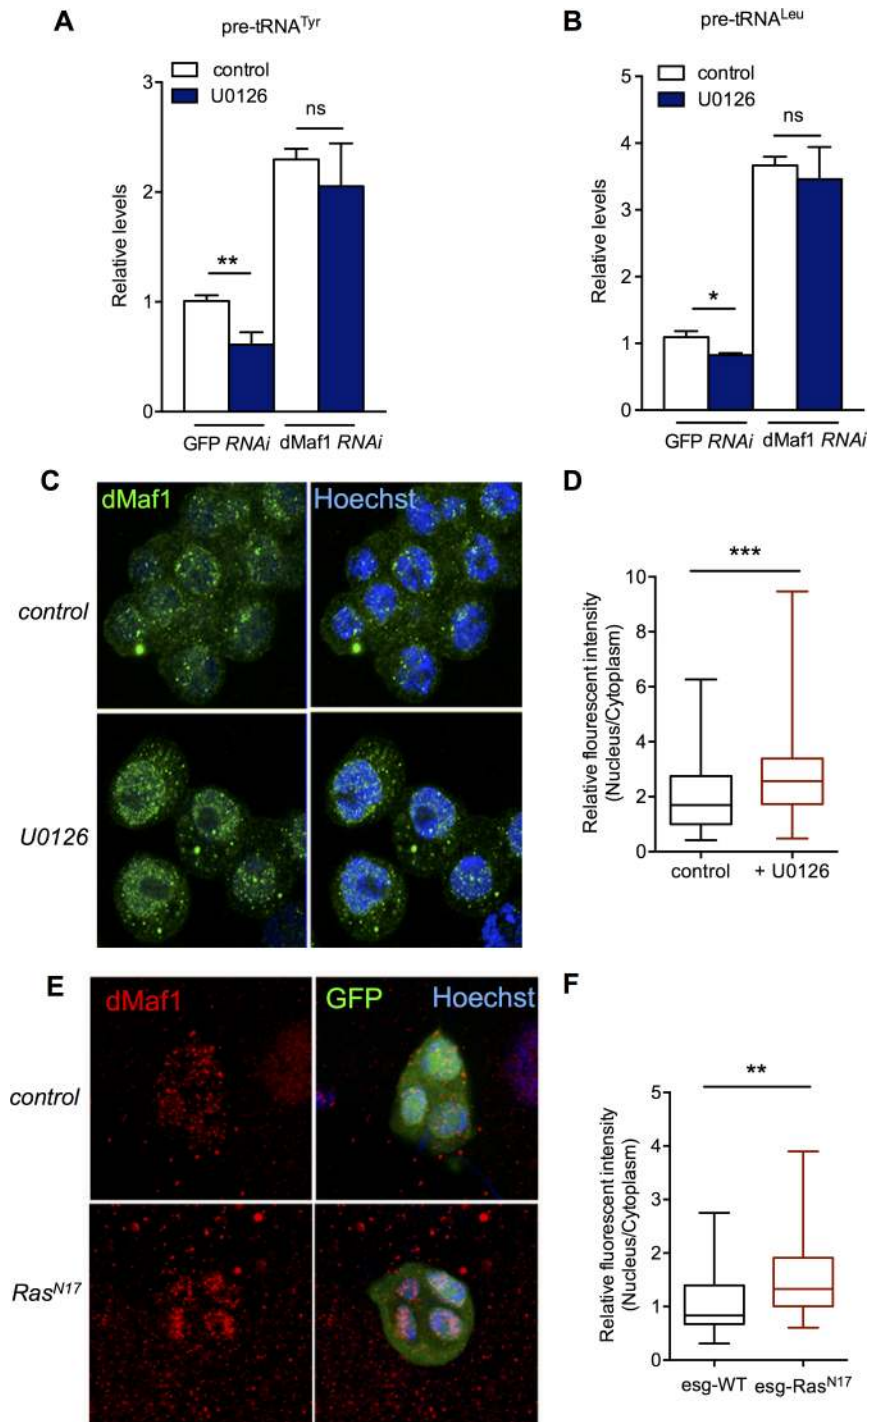 A
pre-tRNATyr
control
U0126
Relative levels
3
2
1
0
**
ns
GFP RNAi
dMaf1 RNAi
B
pre-tRNALeu
control
U0126
Relative levels
5
4
3
2
1
0
*
ns
GFP RNAi
dMaf1 RNAi
C
dMaf1
Hoechst
control
U0126
D
***
Relative flourescent intensity
(Nucleus/Cytoplasm)
10
8
6
4
2
0
control
+ U0126
E
dMaf1
GFP
Hoechst
control
RasN17
F
**
Relative fluorescent intensity
(Nucleus/Cytoplasm)
5
4
3
2
1
0
esg-WT
esg-RasN17